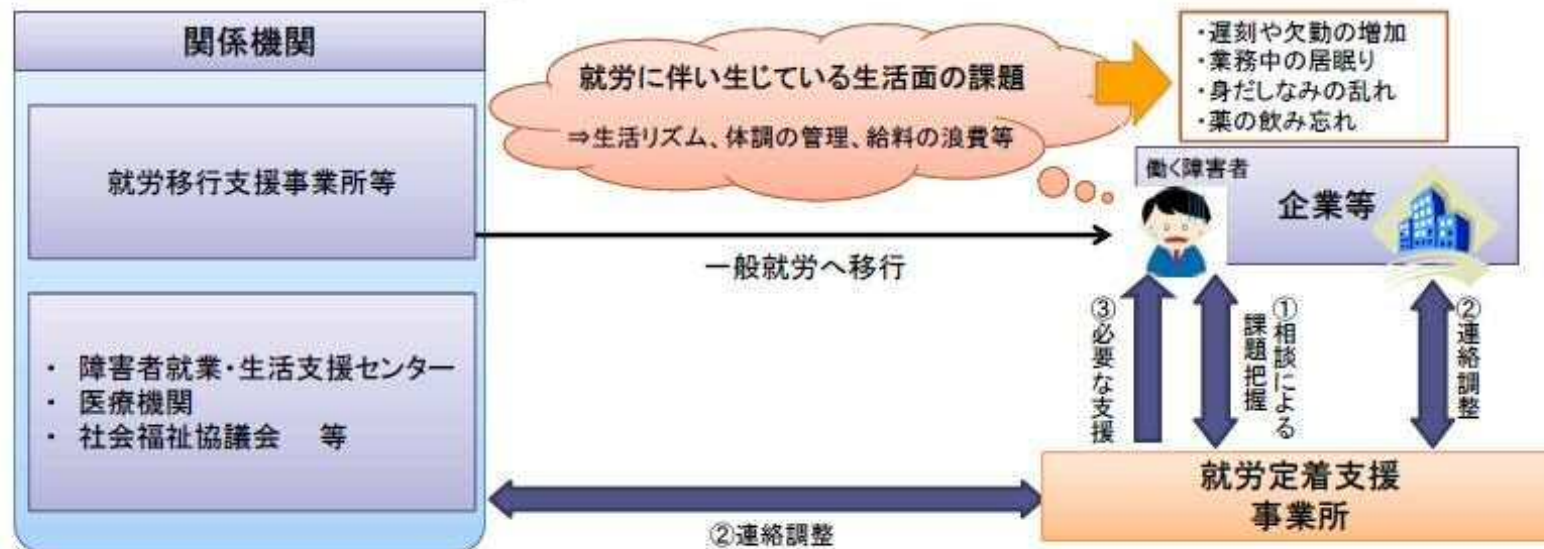 関係機関
就労移行支援事業所等
・ 障害者就業・生活支援センター
・ 医療機関
・ 社会福祉協議会　等
就労に伴い生じている生活面の課題
⇒生活リズム、体調の管理、給料の浪費等
・遅刻や欠勤の増加
・業務中の居眠り
・身だしなみの乱れ
・薬の飲み忘れ
働く障害者
企業等
一般就労へ移行
③必要な支援
①相談による
課題把握
②連絡調整
就労定着支援
事業所
②連絡調整